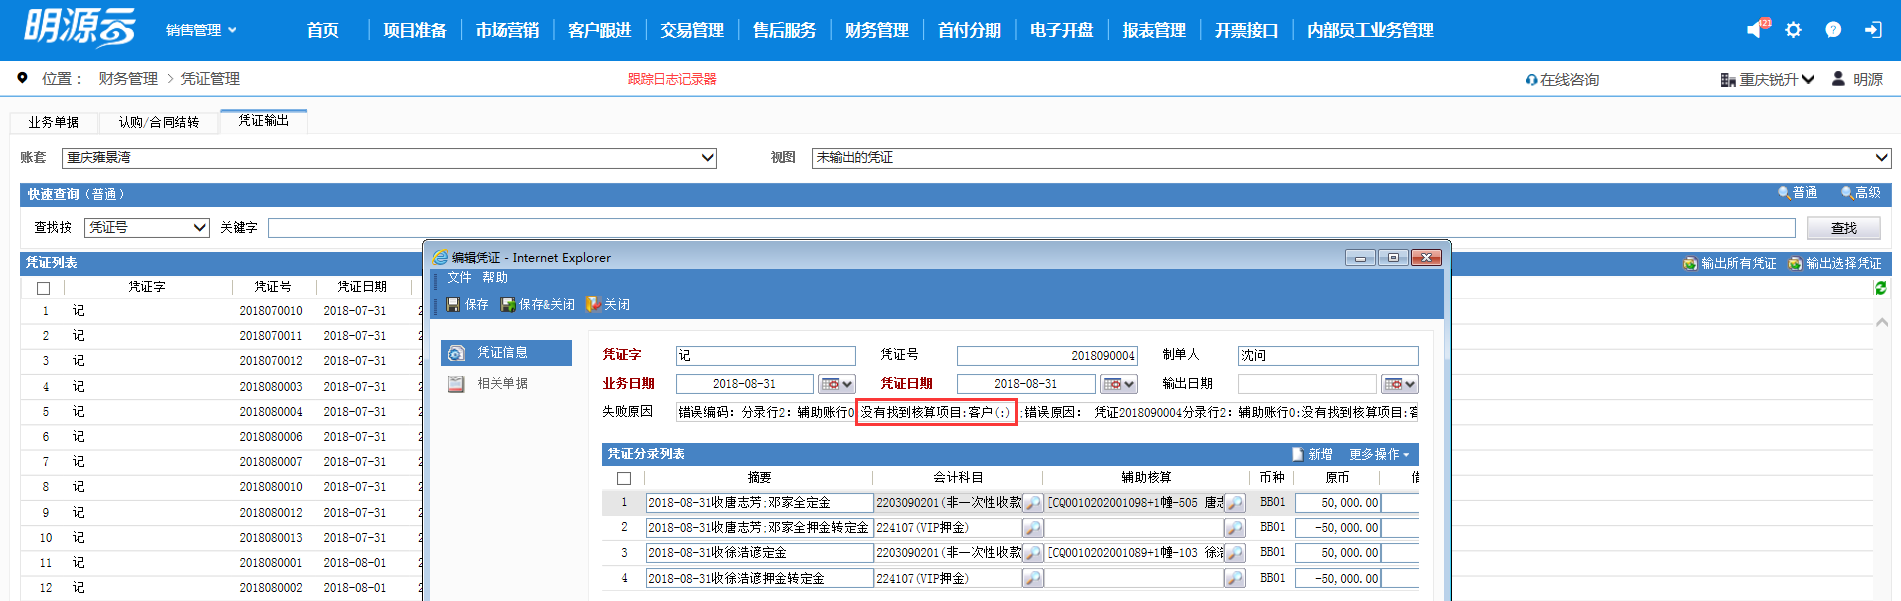 明源云 销售管理 首页 项目准备 市场营销 客户跟进 交易管理 售后服务 财务管理 首付分期 电子开盘 报表管理 开票接口 内部员工业务管理 121
位置： 财务管理 > 凭证管理 跟踪日志记录器 在线咨询 重庆锐升 明源
业务单据 认购/合同结转 凭证输出
账套 重庆雍景湾 视图 未输出的凭证
快速查询（普通） 普通 高级
查找按 凭证号 关键字 查找
凭证列表 输出所有凭证 输出选择凭证
凭证字 凭证号 凭证日期
1 记 2018070010 2018-07-31
2 记 2018070011 2018-07-31
3 记 2018070012 2018-07-31
4 记 2018080003 2018-07-31
5 记 2018080004 2018-07-31
6 记 2018080006 2018-07-31
7 记 2018080007 2018-07-31
8 记 2018080010 2018-07-31
9 记 2018080012 2018-07-31
10 记 2018080013 2018-07-31
11 记 2018080001 2018-08-01
12 记 2018080002 2018-08-01
编辑凭证 - Internet Explorer
文件 帮助
保存 保存&关闭 关闭
凭证信息
相关单据
凭证字 记 凭证号 2018090004 制单人 沈问
业务日期 2018-08-31 凭证日期 2018-08-31 输出日期
失败原因 错误编码：分录行2：辅助账行0 没有找到核算项目:客户(:) ;错误原因： 凭证2018090004分录行2：辅助账行0:没有找到核算项目:客
凭证分录列表 新增 更多操作
摘要 会计科目 辅助核算 币种 原币 借
1 2018-08-31收唐志芳;邓家全定金 2203090201(非一次性收款 [CQ0010202001098+1幢-505 唐志 BB01 50,000.00
2 2018-08-31收唐志芳;邓家全押金转定金 224107(VIP押金) BB01 -50,000.00
3 2018-08-31收徐浩谚定金 2203090201(非一次性收款 [CQ0010202001089+1幢-103 徐浩 BB01 50,000.00
4 2018-08-31收徐浩谚押金转定金 224107(VIP押金) BB01 -50,000.00